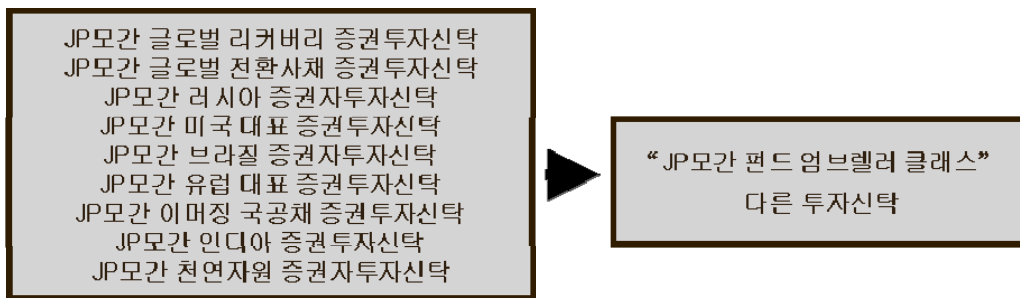 JP모간 글로벌 리커버리 증권투자신탁
JP모간 글로벌 전환사채 증권투자신탁
JP모간 러시아 증권자투자신탁
JP모간 미국 대표 증권자투자신탁
JP모간 브라질 증권자투자신탁
JP모간 유럽 대표 증권자투자신탁
JP모간 이머징 국공채 증권투자신탁
JP모간 인디아 증권투자신탁
JP모간 천연자원 증권자투자신탁
“JP모간 펀드 엄브렐러 클래스”
다른 투자신탁